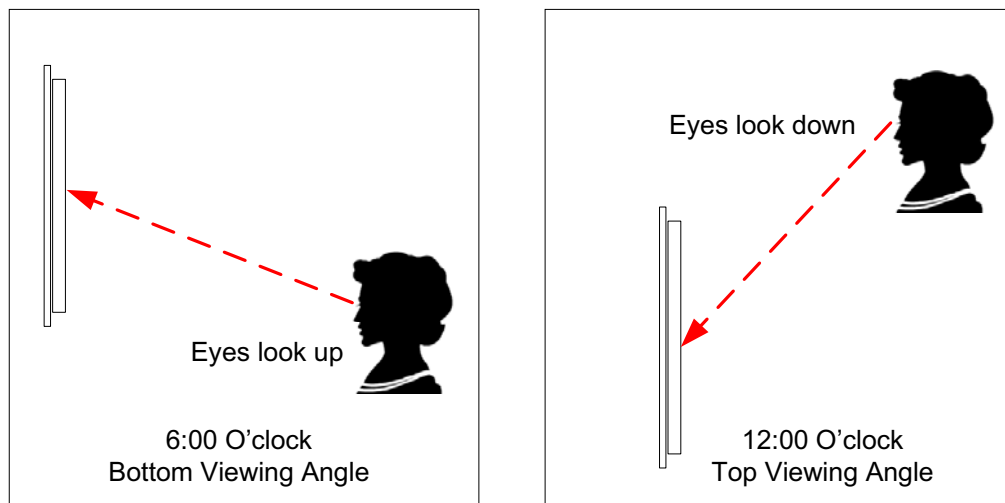 Eyes look up
6:00 O’clock
Bottom Viewing Angle
Eyes look down
12:00 O’clock
Top Viewing Angle